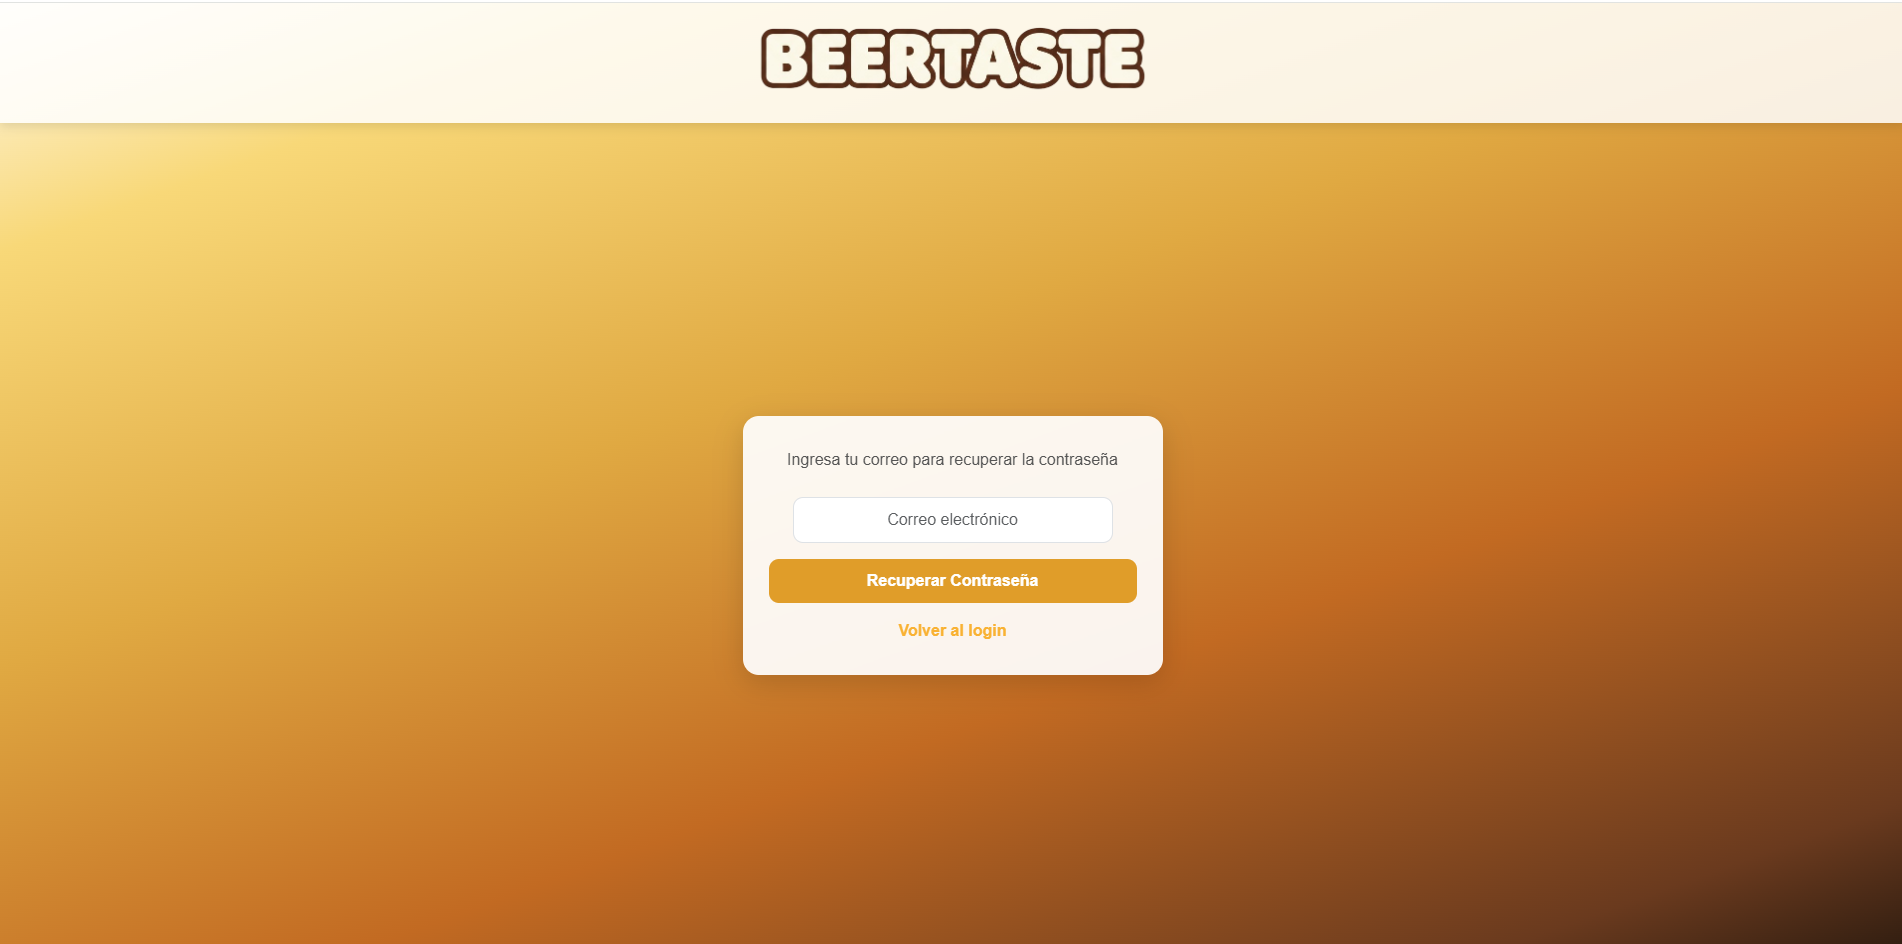 BEERTASTE
Ingresa tu correo para recuperar la contraseña
Correo electrónico
Recuperar Contraseña
Volver al login